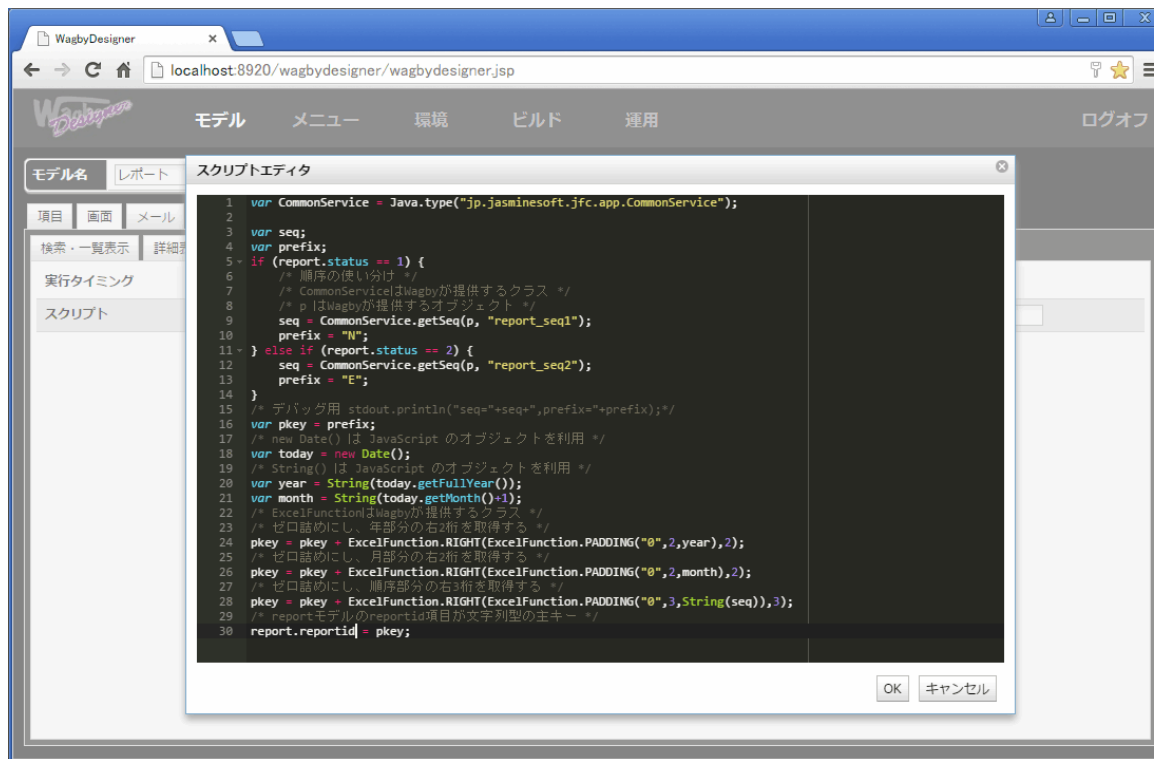 WagbyDesigner
localhost:8920/wagbydesigner/wagbydesigner.jsp
Wagby Designer
モデル メニュー 環境 ビルド 運用 ログオフ
モデル名 レポート
項目 画面 メール
検索・一覧表示 詳細
実行タイミング
スクリプト
スクリプトエディタ
1 var CommonService = Java.type("jp.jasminesoft.jfc.app.CommonService");
2
3 var seq;
4 var prefix;
5 if (report.status == 1) {
6 /* 順序の使い分け */
7 /* CommonServiceはWagbyが提供するクラス */
8 /* p はWagbyが提供するオブジェクト */
9 seq = CommonService.getSeq(p, "report_seq1");
10 prefix = "N";
11 } else if (report.status == 2) {
12 seq = CommonService.getSeq(p, "report_seq2");
13 prefix = "E";
14 }
15 /* デバッグ用 stdout.println("seq="+seq+",prefix="+prefix);*/
16 var pkey = prefix;
17 /* new Date() は JavaScript のオブジェクトを利用 */
18 var today = new Date();
19 /* String() は JavaScript のオブジェクトを利用 */
20 var year = String(today.getFullYear());
21 var month = String(today.getMonth()+1);
22 /* ExcelFunctionはWagbyが提供するクラス */
23 /* ゼロ詰めにし、年部分の右2桁を取得する */
24 pkey = pkey + ExcelFunction.RIGHT(ExcelFunction.PADDING("0",2,year),2);
25 /* ゼロ詰めにし、月部分の右2桁を取得する */
26 pkey = pkey + ExcelFunction.RIGHT(ExcelFunction.PADDING("0",2,month),2);
27 /* ゼロ詰めにし、順序部分の右3桁を取得する */
28 pkey = pkey + ExcelFunction.RIGHT(ExcelFunction.PADDING("0",3,String(seq)),3);
29 /* reportモデルのreportid項目が文字列型の主キー */
30 report.reportid = pkey;
OK キャンセル